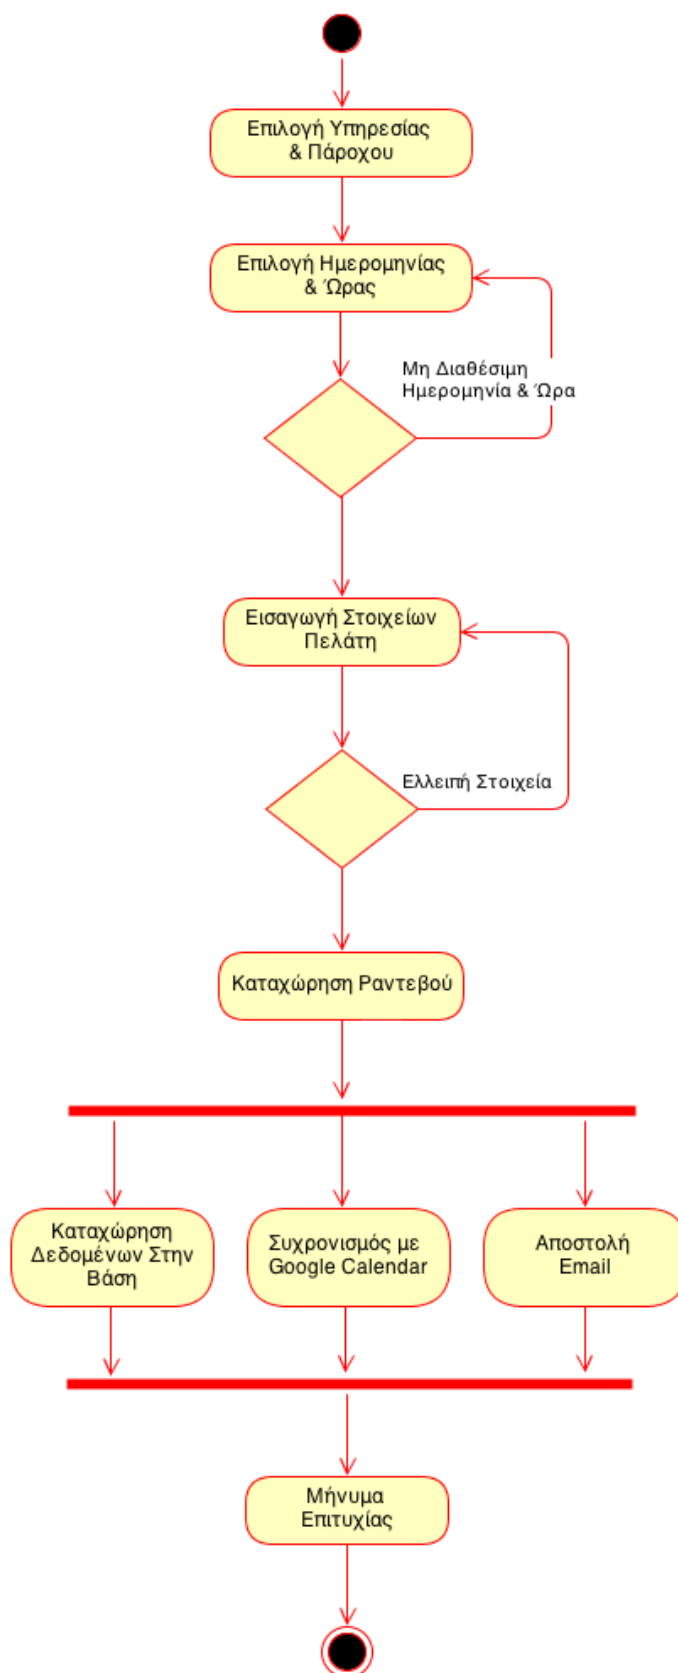 Επιλογή Υπηρεσίας
& Πάροχου
Επιλογή Ημερομηνίας
& Ώρας
Μη Διαθέσιμη
Ημερομηνία & Ώρα
Εισαγωγή Στοιχείων
Πελάτη
Ελλειπή Στοιχεία
Καταχώρηση Ραντεβού
Καταχώρηση
Δεδομένων Στην
Βάση
Συχρονισμός με
Google Calendar
Αποστολή
Email
Μήνυμα
Επιτυχίας